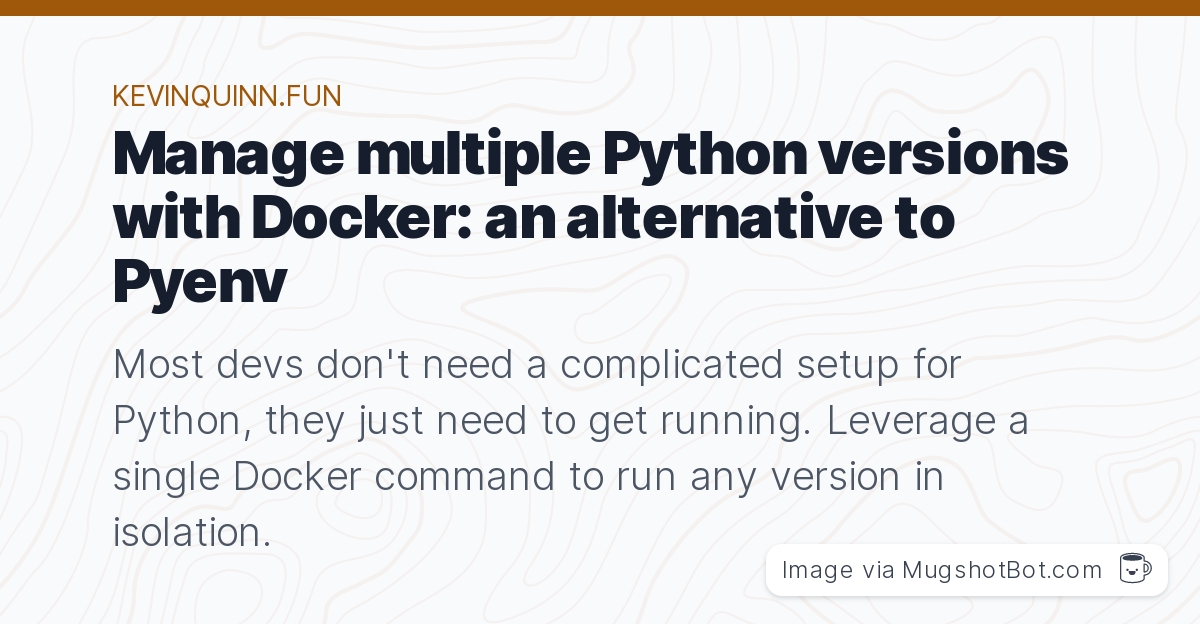 KEVINQUINN.FUN
Manage multiple Python versions
with Docker: an alternative to
Pyenv
Most devs don't need a complicated setup for
Python, they just need to get running. Leverage a
single Docker command to run any version in
isolation.
Image via MugshotBot.com